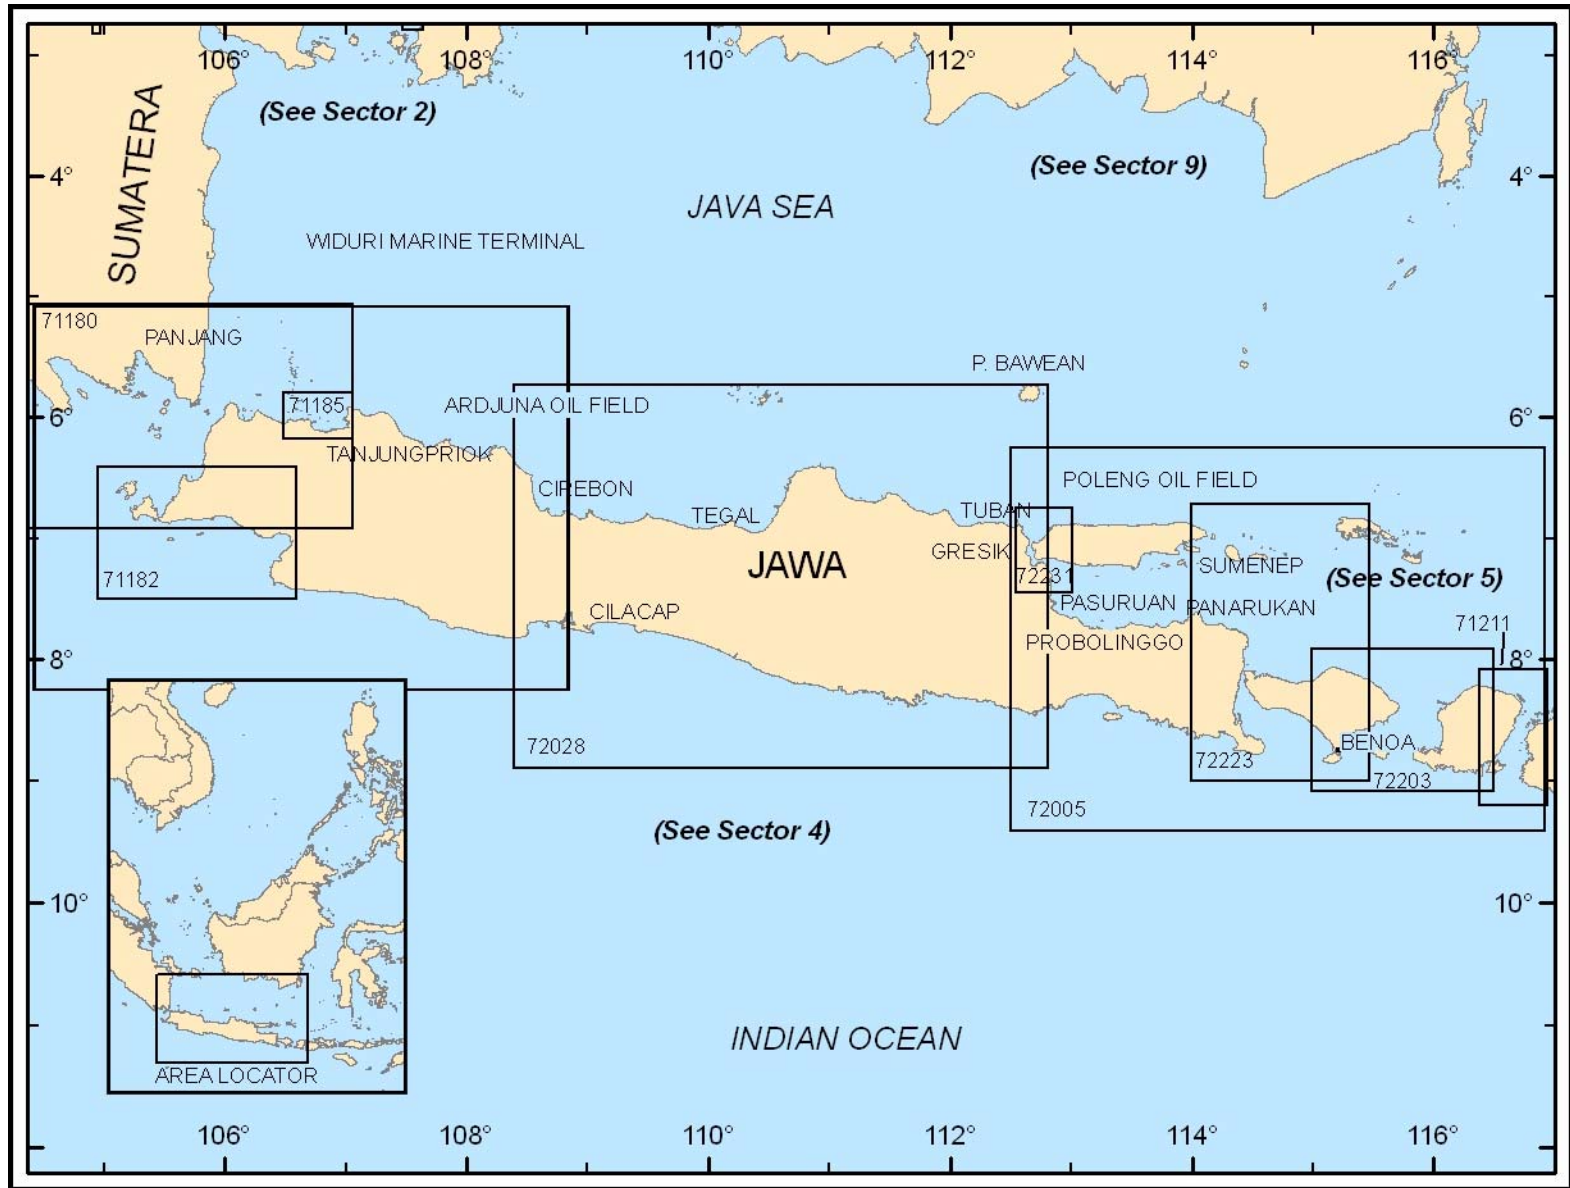 106° 108° 110° 112° 114° 116°
(See Sector 2)
(See Sector 9)
4° 4°
SUMATERA
JAVA SEA
WIDURI MARINE TERMINAL
71180
PANJANG
P. BAWEAN
71185
ARDJUNA OIL FIELD
6° 6°
TANJUNGPRIOK
POLENG OIL FIELD
CIREBON
TEGAL
TUBAN
GRESIK
JAWA
SUMENEP
72231
(See Sector 5)
71182
CILACAP
PASURUAN
PANARUKAN
71211
PROBOLINGGO
8° 8°
72028
BENOA
72223
72203
72005
(See Sector 4)
10° 10°
INDIAN OCEAN
AREA LOCATOR
106° 108° 110° 112° 114° 116°